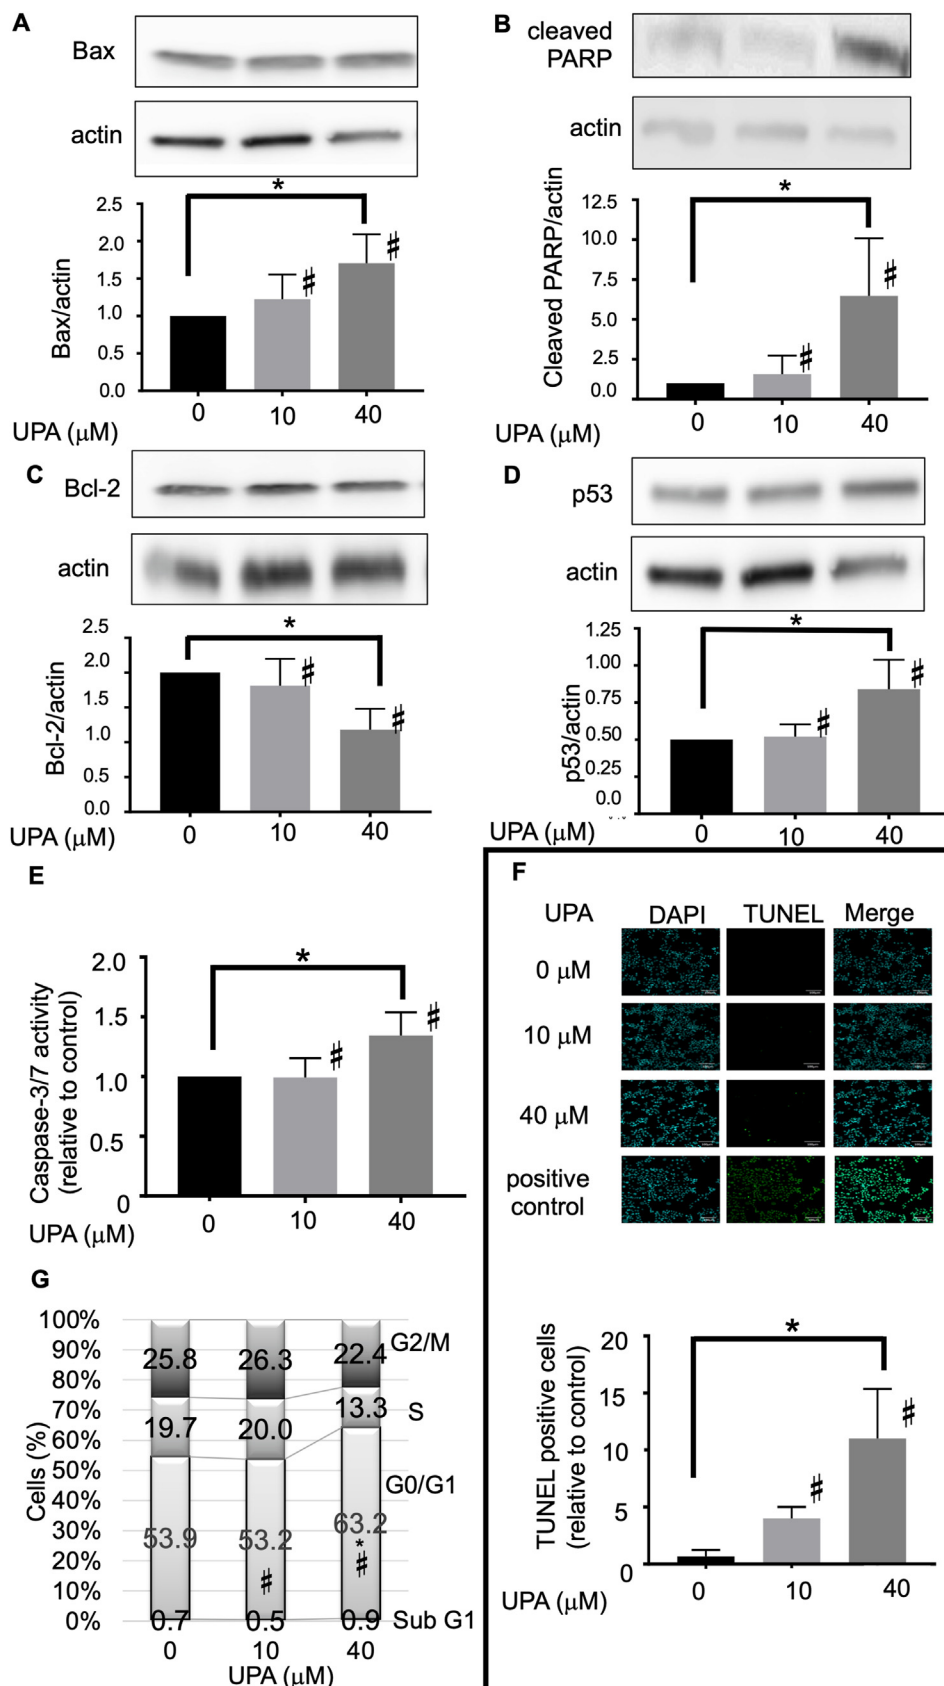 A
Bax
actin
*
2.5
2.0
1.5
1.0
0.5
0.0
Bax/actin
#
#
0 10 40
UPA (μM)
B
cleaved
PARP
actin
*
12.5
10.0
7.5
5.0
2.5
0.0
Cleaved PARP/actin
#
#
0 10 40
UPA (μM)
C
Bcl-2
actin
*
2.5
2.0
1.5
1.0
0.5
0.0
Bcl-2/actin
#
#
0 10 40
UPA (μM)
D
p53
actin
*
1.25
1.00
0.75
0.50
0.25
0.0
p53/actin
#
#
0 10 40
UPA (μM)
E
*
2.0
1.5
1.0
0.5
0
Caspase-3/7 activity
(relative to control)
#
#
0 10 40
UPA (μM)
F
UPA DAPI TUNEL Merge
0 μM
10 μM
40 μM
positive
control
*
20
15
10
5
0
TUNEL positive cells
(relative to control)
#
#
0 10 40
UPA (μM)
G
100%
90%
80%
70%
60%
50%
40%
30%
20%
10%
0%
Cells (%)
25.8 26.3 22.4 G2/M
19.7 20.0 13.3 S
G0/G1
53.9 53.2 63.2
*
# #
0.7 0.5 0.9 Sub G1
0 10 40
UPA (μM)